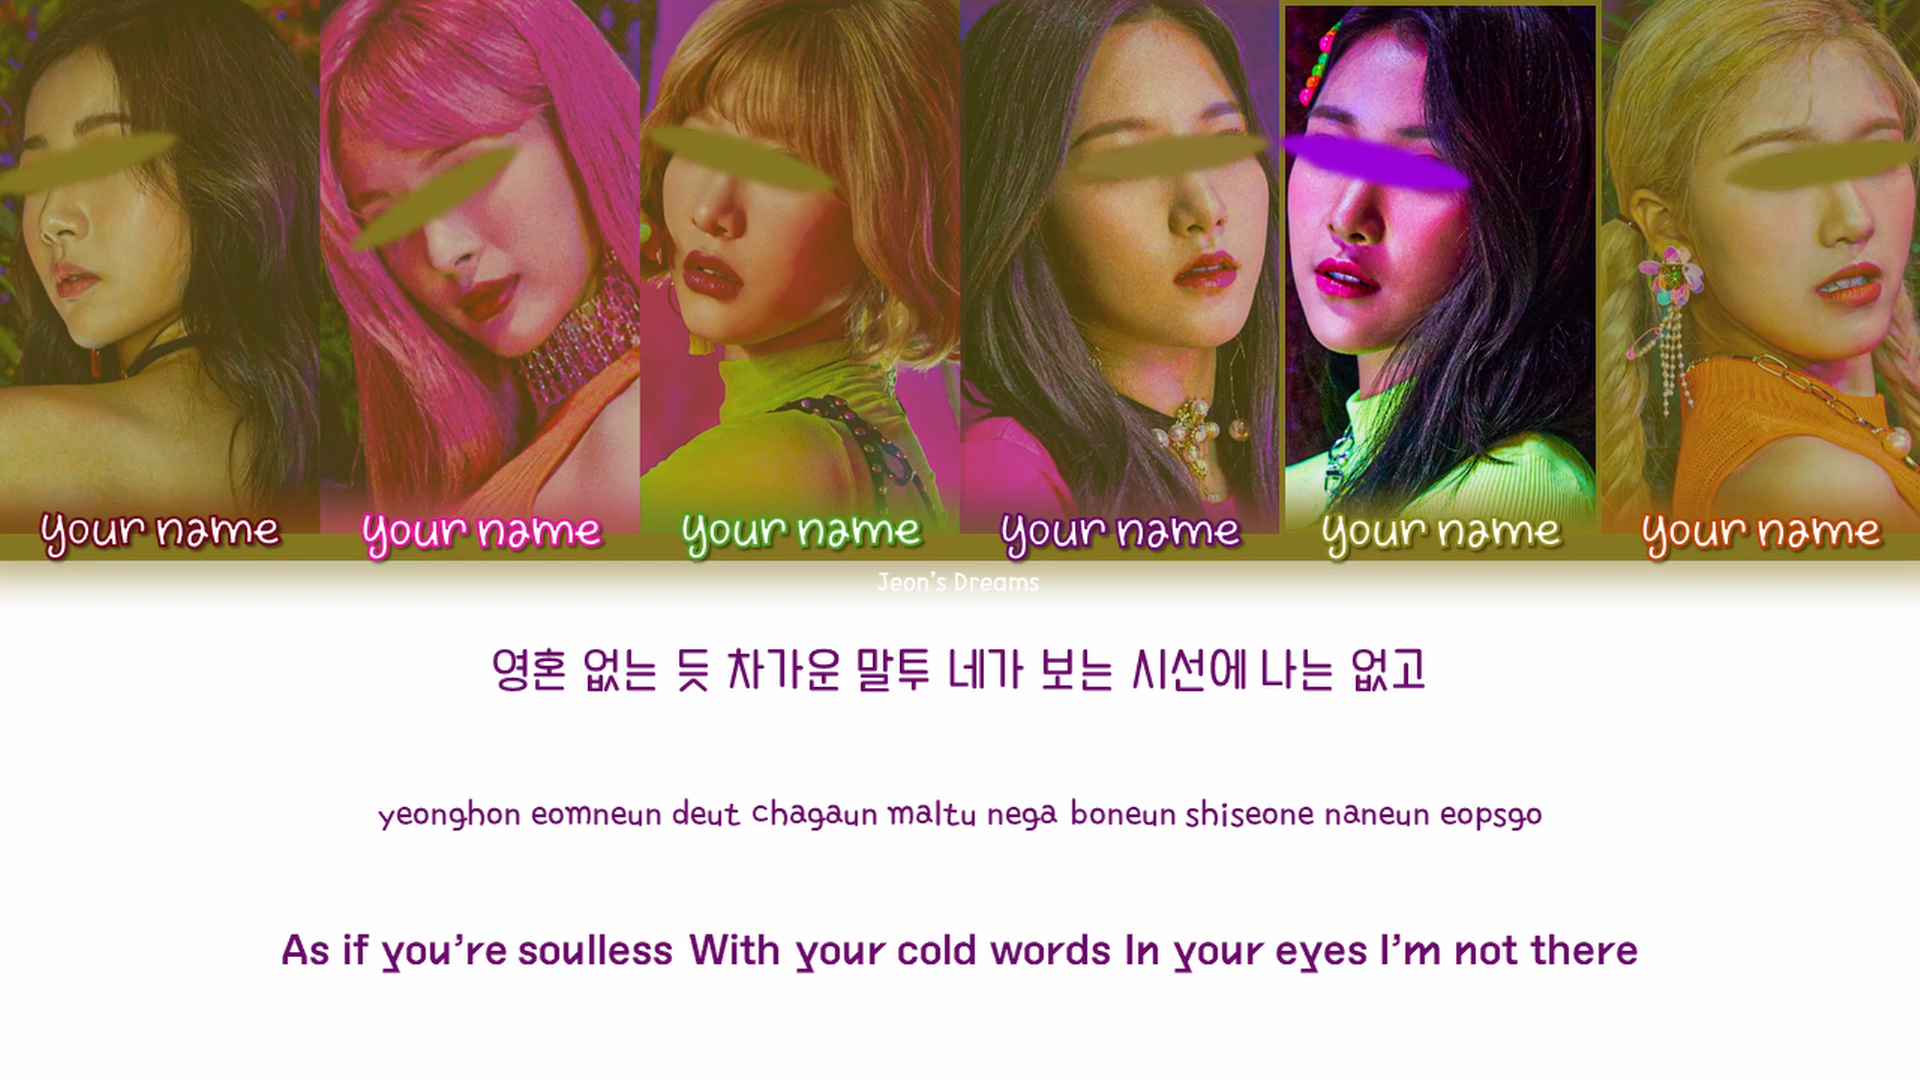 your name your name your name your name your name your name
Jeon's Dreams
영혼 없는 듯 차가운 말투 네가 보는 시선에 나는 없고
yeonghon eomneun deut chagaun maltu nega boneun shiseone naneun eopsgo
As if you're soulless With your cold words In your eyes I'm not there